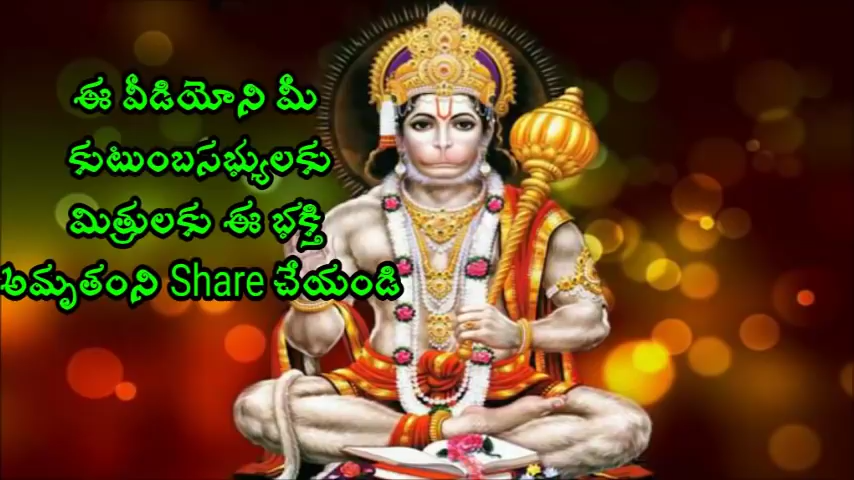 ఈ వీడియోని మీ
కుటుంబసభ్యులకు
మిత్రులకు ఈ భక్తి
అమృతంని Share చేయండి